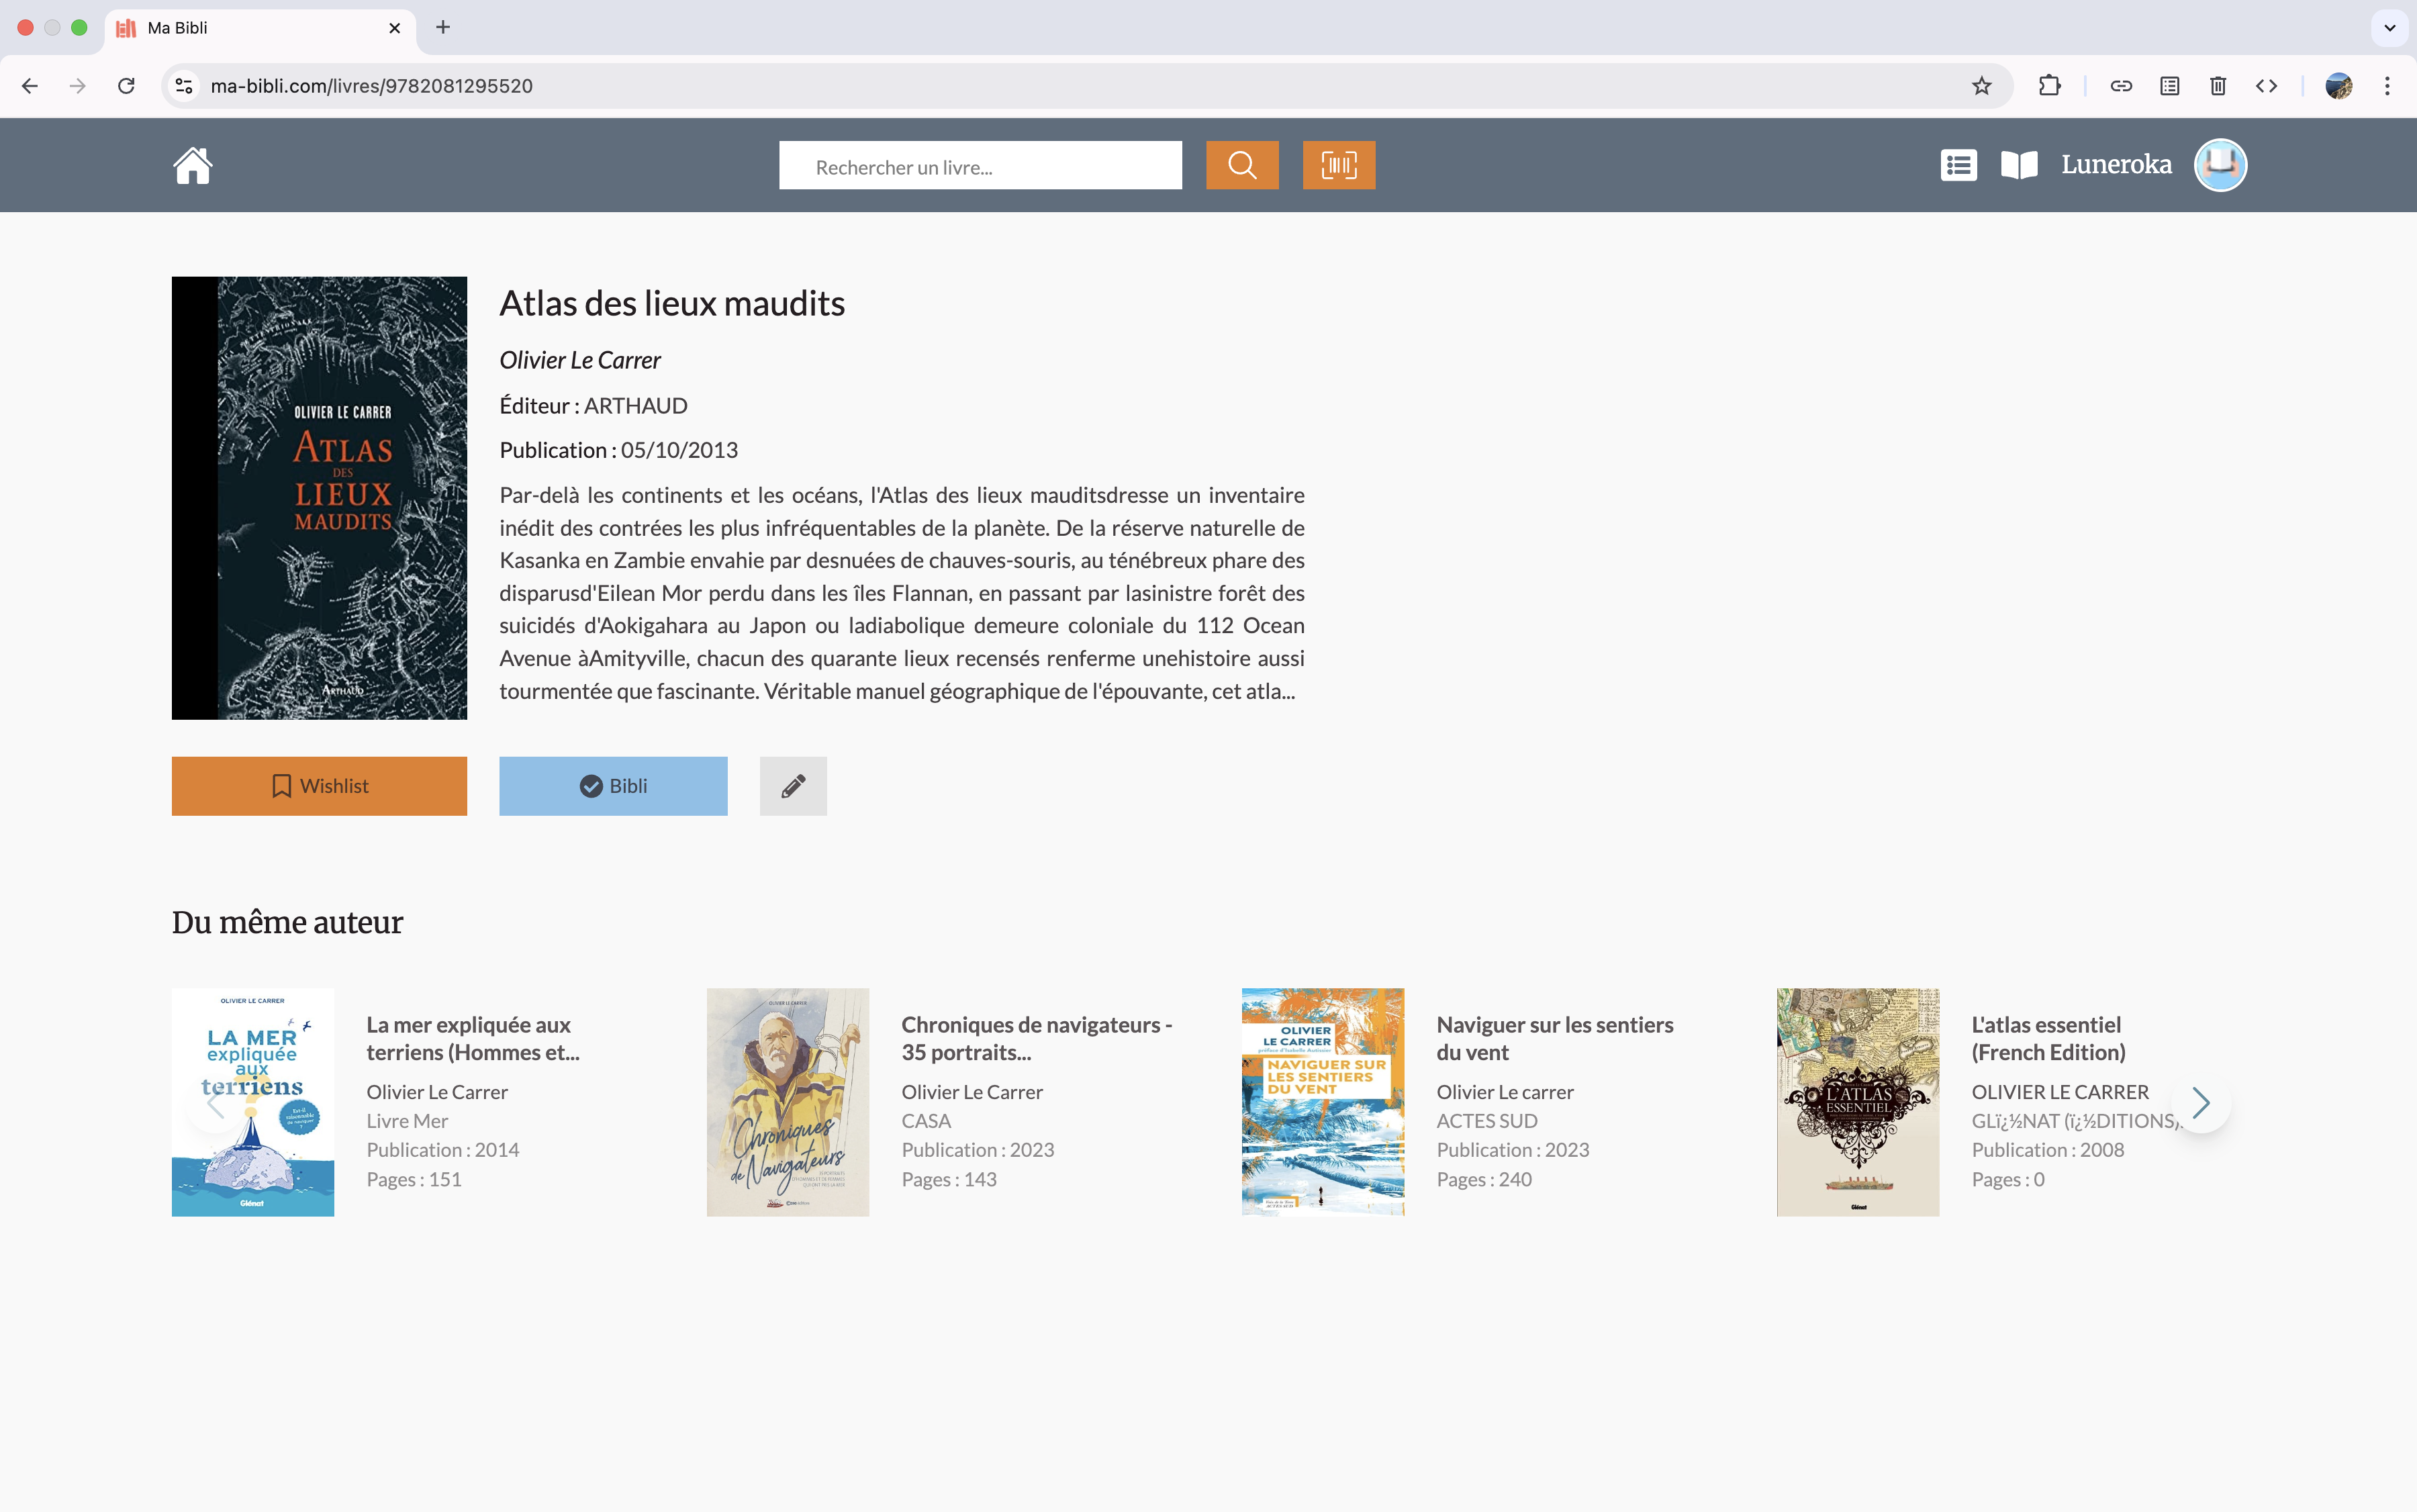 Ma Bibli
ma-bibli.com/livres/9782081295520
Rechercher un livre...
Luneroka
OLIVIER LE CARRER
ATLAS
DES
LIEUX
MAUDITS
ARTHAUD
Atlas des lieux maudits
Olivier Le Carrer
Éditeur : ARTHAUD
Publication : 05/10/2013
Par-delà les continents et les océans, l'Atlas des lieux mauditsdresse un inventaire
inédit des contrées les plus infréquentables de la planète. De la réserve naturelle de
Kasanka en Zambie envahie par desnuées de chauves-souris, au ténébreux phare des
disparusd'Eilean Mor perdu dans les îles Flannan, en passant par lasinistre forêt des
suicidés d'Aokigahara au Japon ou ladiabolique demeure coloniale du 112 Ocean
Avenue àAmityville, chacun des quarante lieux recensés renferme unehistoire aussi
tourmentée que fascinante. Véritable manuel géographique de l'épouvante, cet atla...
Wishlist
Bibli
Du même auteur
OLIVIER LE CARRER
LA MER
expliquée
aux
terriens
Glénat
La mer expliquée aux
terriens (Hommes et...
Olivier Le Carrer
Livre Mer
Publication : 2014
Pages : 151
OLIVIER LE CARRER
Chroniques
de Navigateurs
Chroniques de navigateurs -
35 portraits...
Olivier Le Carrer
CASA
Publication : 2023
Pages : 143
OLIVIER
LE CARRER
NAVIGUER SUR
LES SENTIERS
DU VENT
ACTES SUD
Naviguer sur les sentiers
du vent
Olivier Le carrer
ACTES SUD
Publication : 2023
Pages : 240
L'ATLAS
ESSENTIEL
Glénat
L'atlas essentiel
(French Edition)
OLIVIER LE CARRER
GLï¿½NAT (ï¿½DITIONS)
Publication : 2008
Pages : 0